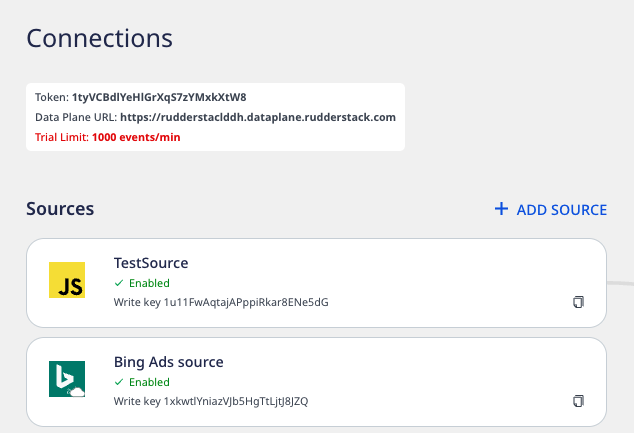 Connections
Token: 1tyVCBdlYeHlGrXqS7zYMxkXtW8
Data Plane URL: https://rudderstaclddh.dataplane.rudderstack.com
Trial Limit: 1000 events/min
Sources
+ ADD SOURCE
JS
TestSource
✓ Enabled
Write key 1u11FwAqtajAPppiRkar8ENe5dG
Bing Ads source
✓ Enabled
Write key 1xkwtlYniazVJb5HgTtLjtJ8JZQ